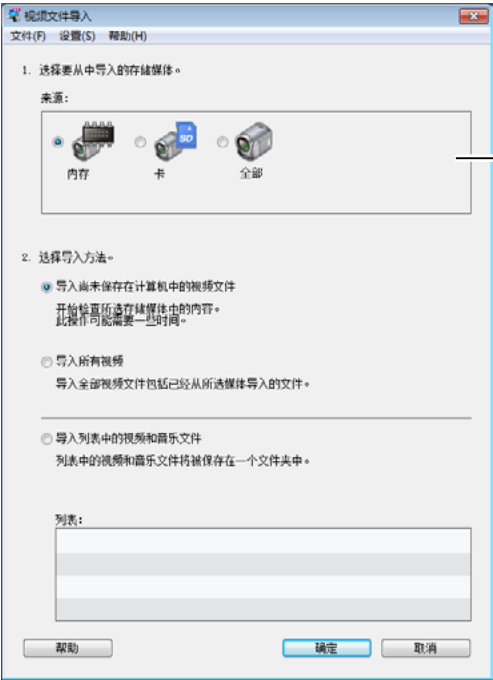 视频文件导入
文件(F) 设置(S) 帮助(H)
1. 选择要从中导入的存储媒体。
来源:
SD
内存 卡 全部
2. 选择导入方法。
导入尚未保存在计算机中的视频文件
开始检查所选存储媒体中的内容。
此操作可能需要一些时间。
导入所有视频
导入全部视频文件包括已经从所选媒体导入的文件。
导入列表中的视频和音乐文件
列表中的视频和音乐文件将被保存在一个文件夹中。
列表:
帮助 确定 取消